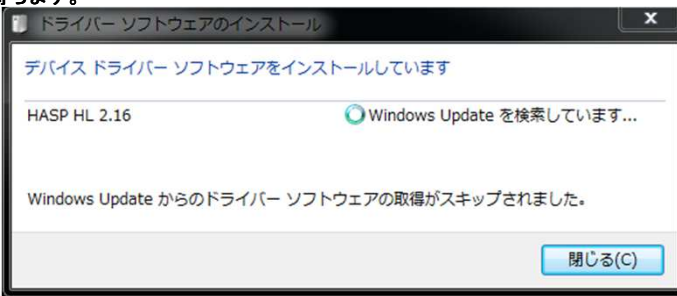 ます。
ドライバー ソフトウェアのインストール
x
デバイス ドライバー ソフトウェアをインストールしています
HASP HL 2.16 Windows Update を検索しています...
Windows Update からのドライバー ソフトウェアの取得がスキップされました。
閉じる(C)